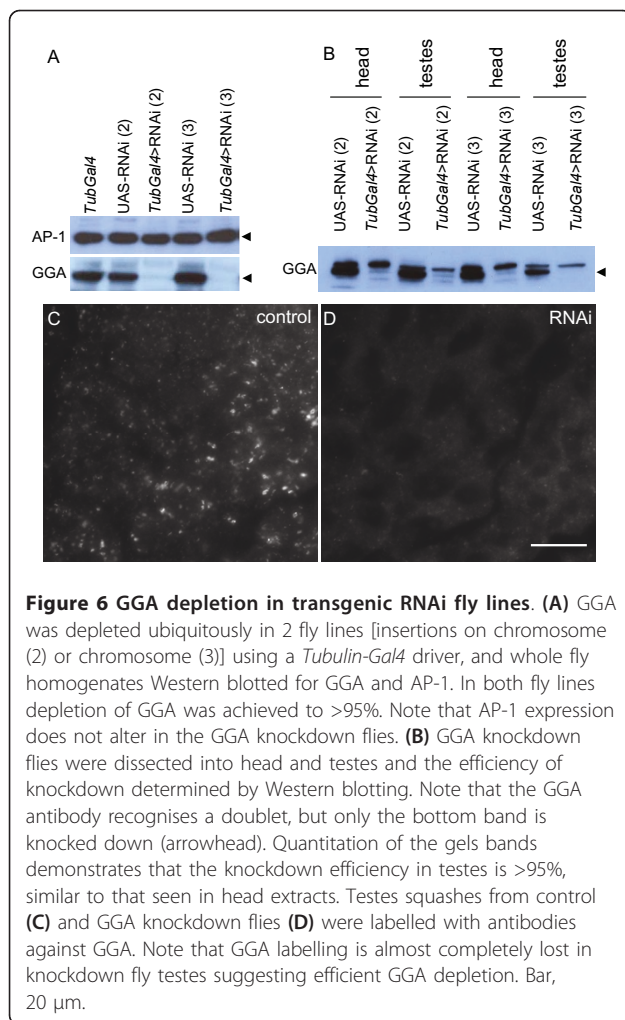 A
B
head
testes
head
testes
TubGal4
UAS-RNAi (2)
TubGal4>RNAi (2)
UAS-RNAi (3)
TubGal4>RNAi (3)
UAS-RNAi (2)
TubGal4>RNAi (2)
UAS-RNAi (2)
TubGal4>RNAi (2)
UAS-RNAi (3)
TubGal4>RNAi (3)
UAS-RNAi (3)
TubGal4>RNAi (3)
AP-1
GGA
GGA
C control
D RNAi
Figure 6 GGA depletion in transgenic RNAi fly lines. (A) GGA
was depleted ubiquitously in 2 fly lines [insertions on chromosome
(2) or chromosome (3)] using a Tubulin-Gal4 driver, and whole fly
homogenates Western blotted for GGA and AP-1. In both fly lines
depletion of GGA was achieved to >95%. Note that AP-1 expression
does not alter in the GGA knockdown flies. (B) GGA knockdown
flies were dissected into head and testes and the efficiency of
knockdown determined by Western blotting. Note that the GGA
antibody recognises a doublet, but only the bottom band is
knocked down (arrowhead). Quantitation of the gels bands
demonstrates that the knockdown efficiency in testes is >95%,
similar to that seen in head extracts. Testes squashes from control
(C) and GGA knockdown flies (D) were labelled with antibodies
against GGA. Note that GGA labelling is almost completely lost in
knockdown fly testes suggesting efficient GGA depletion. Bar,
20 μm.